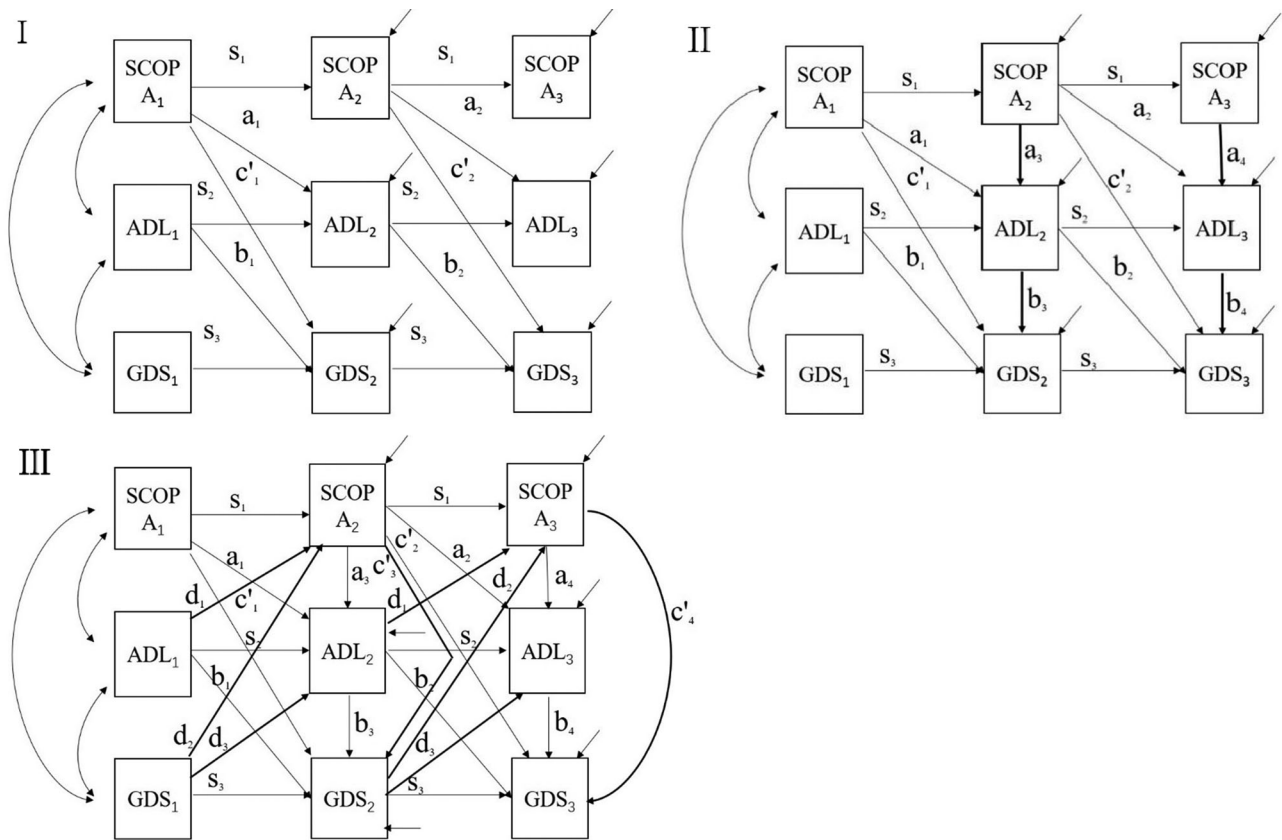 I
SCOP
A₁
s₁
SCOP
A₂
s₁
SCOP
A₃
a₁
a₂
c'₁
c'₂
ADL₁
s₂
ADL₂
s₂
ADL₃
b₁
b₂
GDS₁
s₃
GDS₂
s₃
GDS₃
II
SCOP
A₁
s₁
SCOP
A₂
s₁
SCOP
A₃
a₁
a₂
a₃
a₄
c'₁
c'₂
ADL₁
s₂
ADL₂
s₂
ADL₃
b₁
b₂
b₃
b₄
GDS₁
s₃
GDS₂
s₃
GDS₃
III
SCOP
A₁
s₁
SCOP
A₂
s₁
SCOP
A₃
c'₂
a₁
a₂
a₃
c'₃
d₂
a₄
d₁
c'₁
d₁
c'₄
ADL₁
s₂
ADL₂
s₂
ADL₃
b₁
b₂
d₂
d₃
b₃
d₃
b₄
GDS₁
s₃
GDS₂
s₃
GDS₃